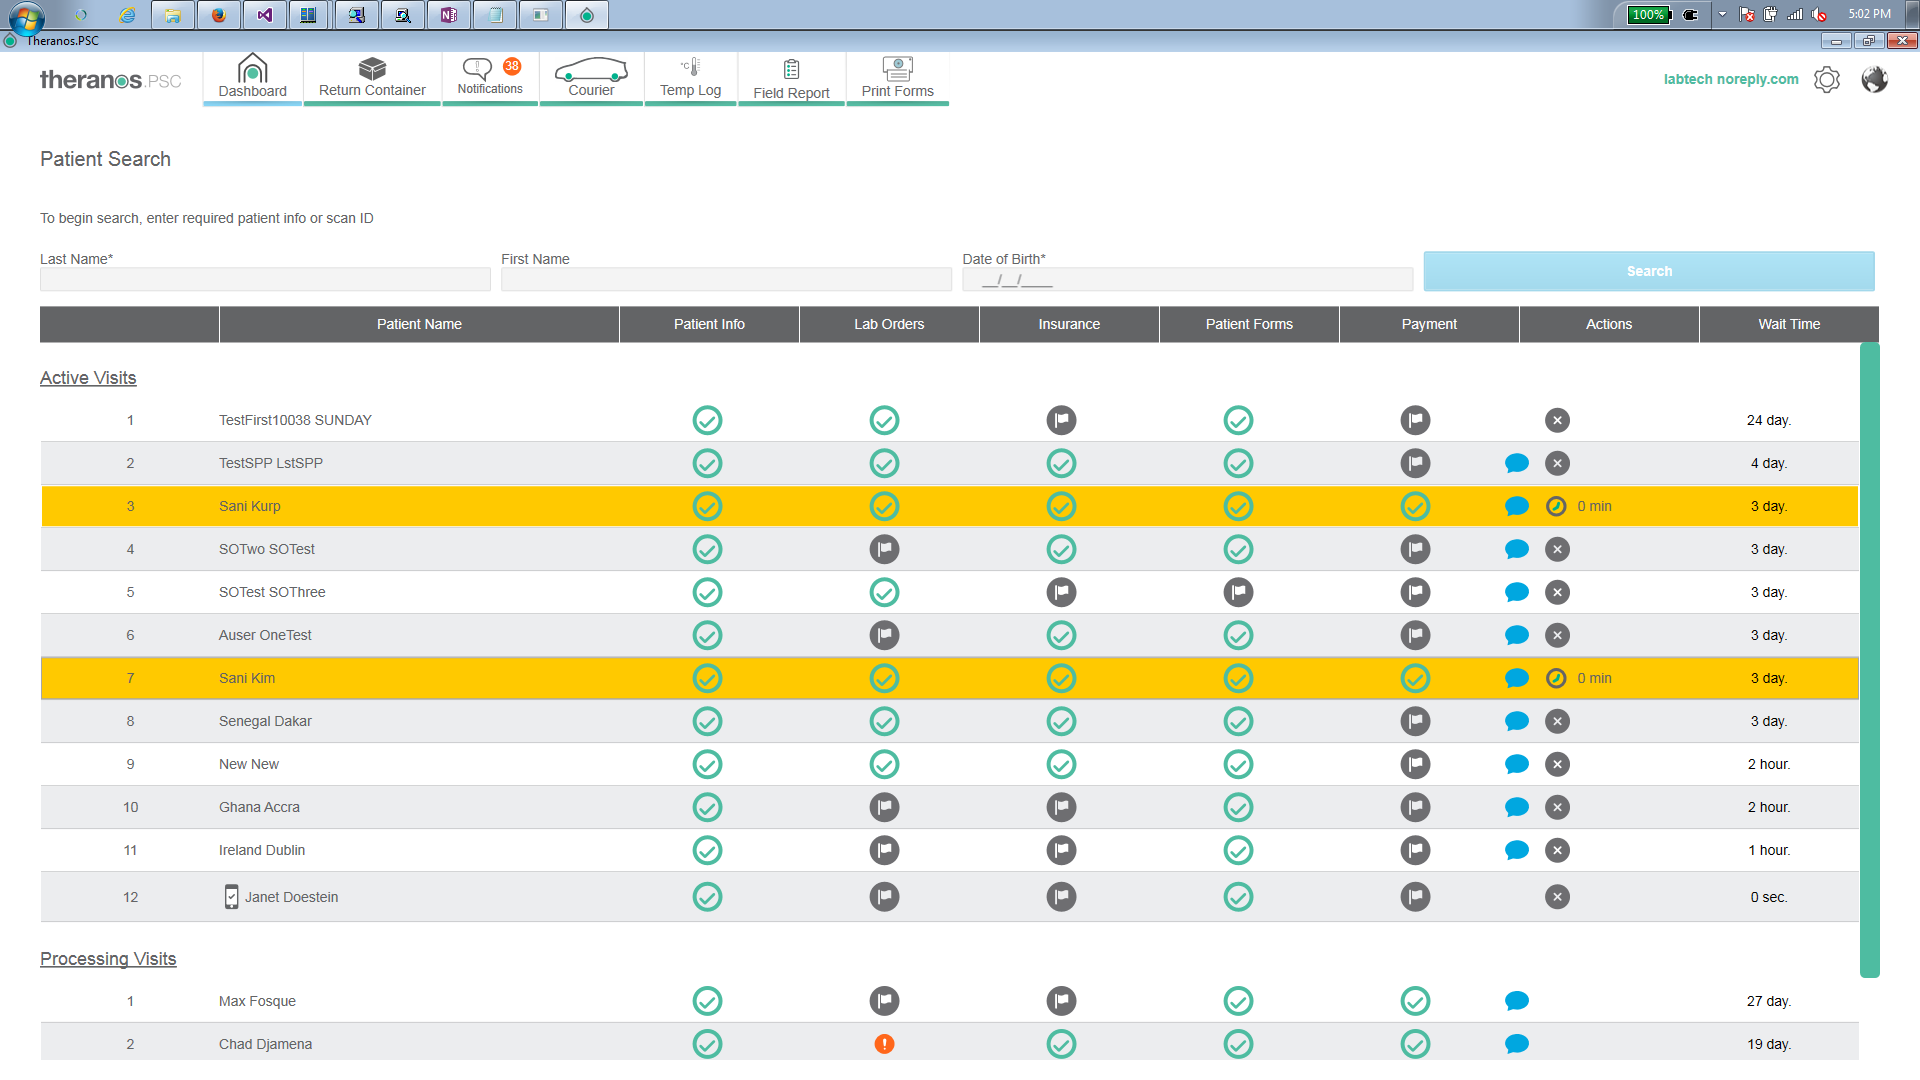 100%
5:02 PM
Theranos.PSC
theranos.PSC
Dashboard
Return Container
38
Notifications
Courier
°C
Temp Log
Field Report
Print Forms
labtech noreply.com
Patient Search
To begin search, enter required patient info or scan ID
Last Name*
First Name
Date of Birth*
__/__/____
Search
Patient Name Patient Info Lab Orders Insurance Patient Forms Payment Actions Wait Time
Active Visits
1 TestFirst10038 SUNDAY 24 day.
2 TestSPP LstSPP 4 day.
3 Sani Kurp 0 min 3 day.
4 SOTwo SOTest 3 day.
5 SOTest SOThree 3 day.
6 Auser OneTest 3 day.
7 Sani Kim 0 min 3 day.
8 Senegal Dakar 3 day.
9 New New 2 hour.
10 Ghana Accra 2 hour.
11 Ireland Dublin 1 hour.
12 Janet Doestein 0 sec.
Processing Visits
1 Max Fosque 27 day.
2 Chad Djamena 19 day.